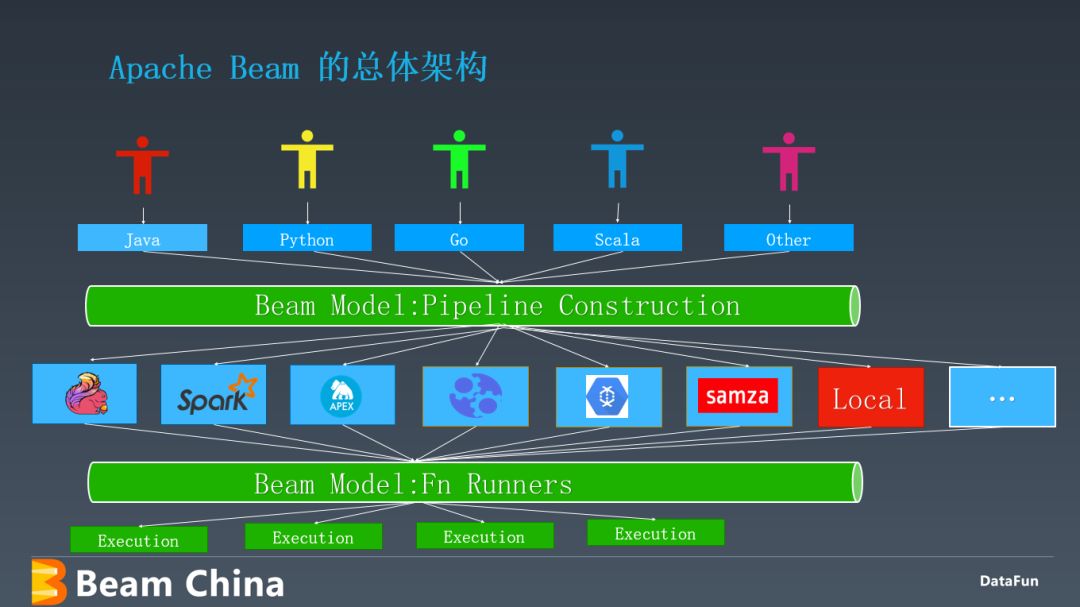 Apache Beam 的总体架构
Java
Python
Go
Scala
Other
Beam Model:Pipeline Construction
Spark
APEX
samza
Local
...
Beam Model:Fn Runners
Execution
Execution
Execution
Execution
Beam China
DataFun